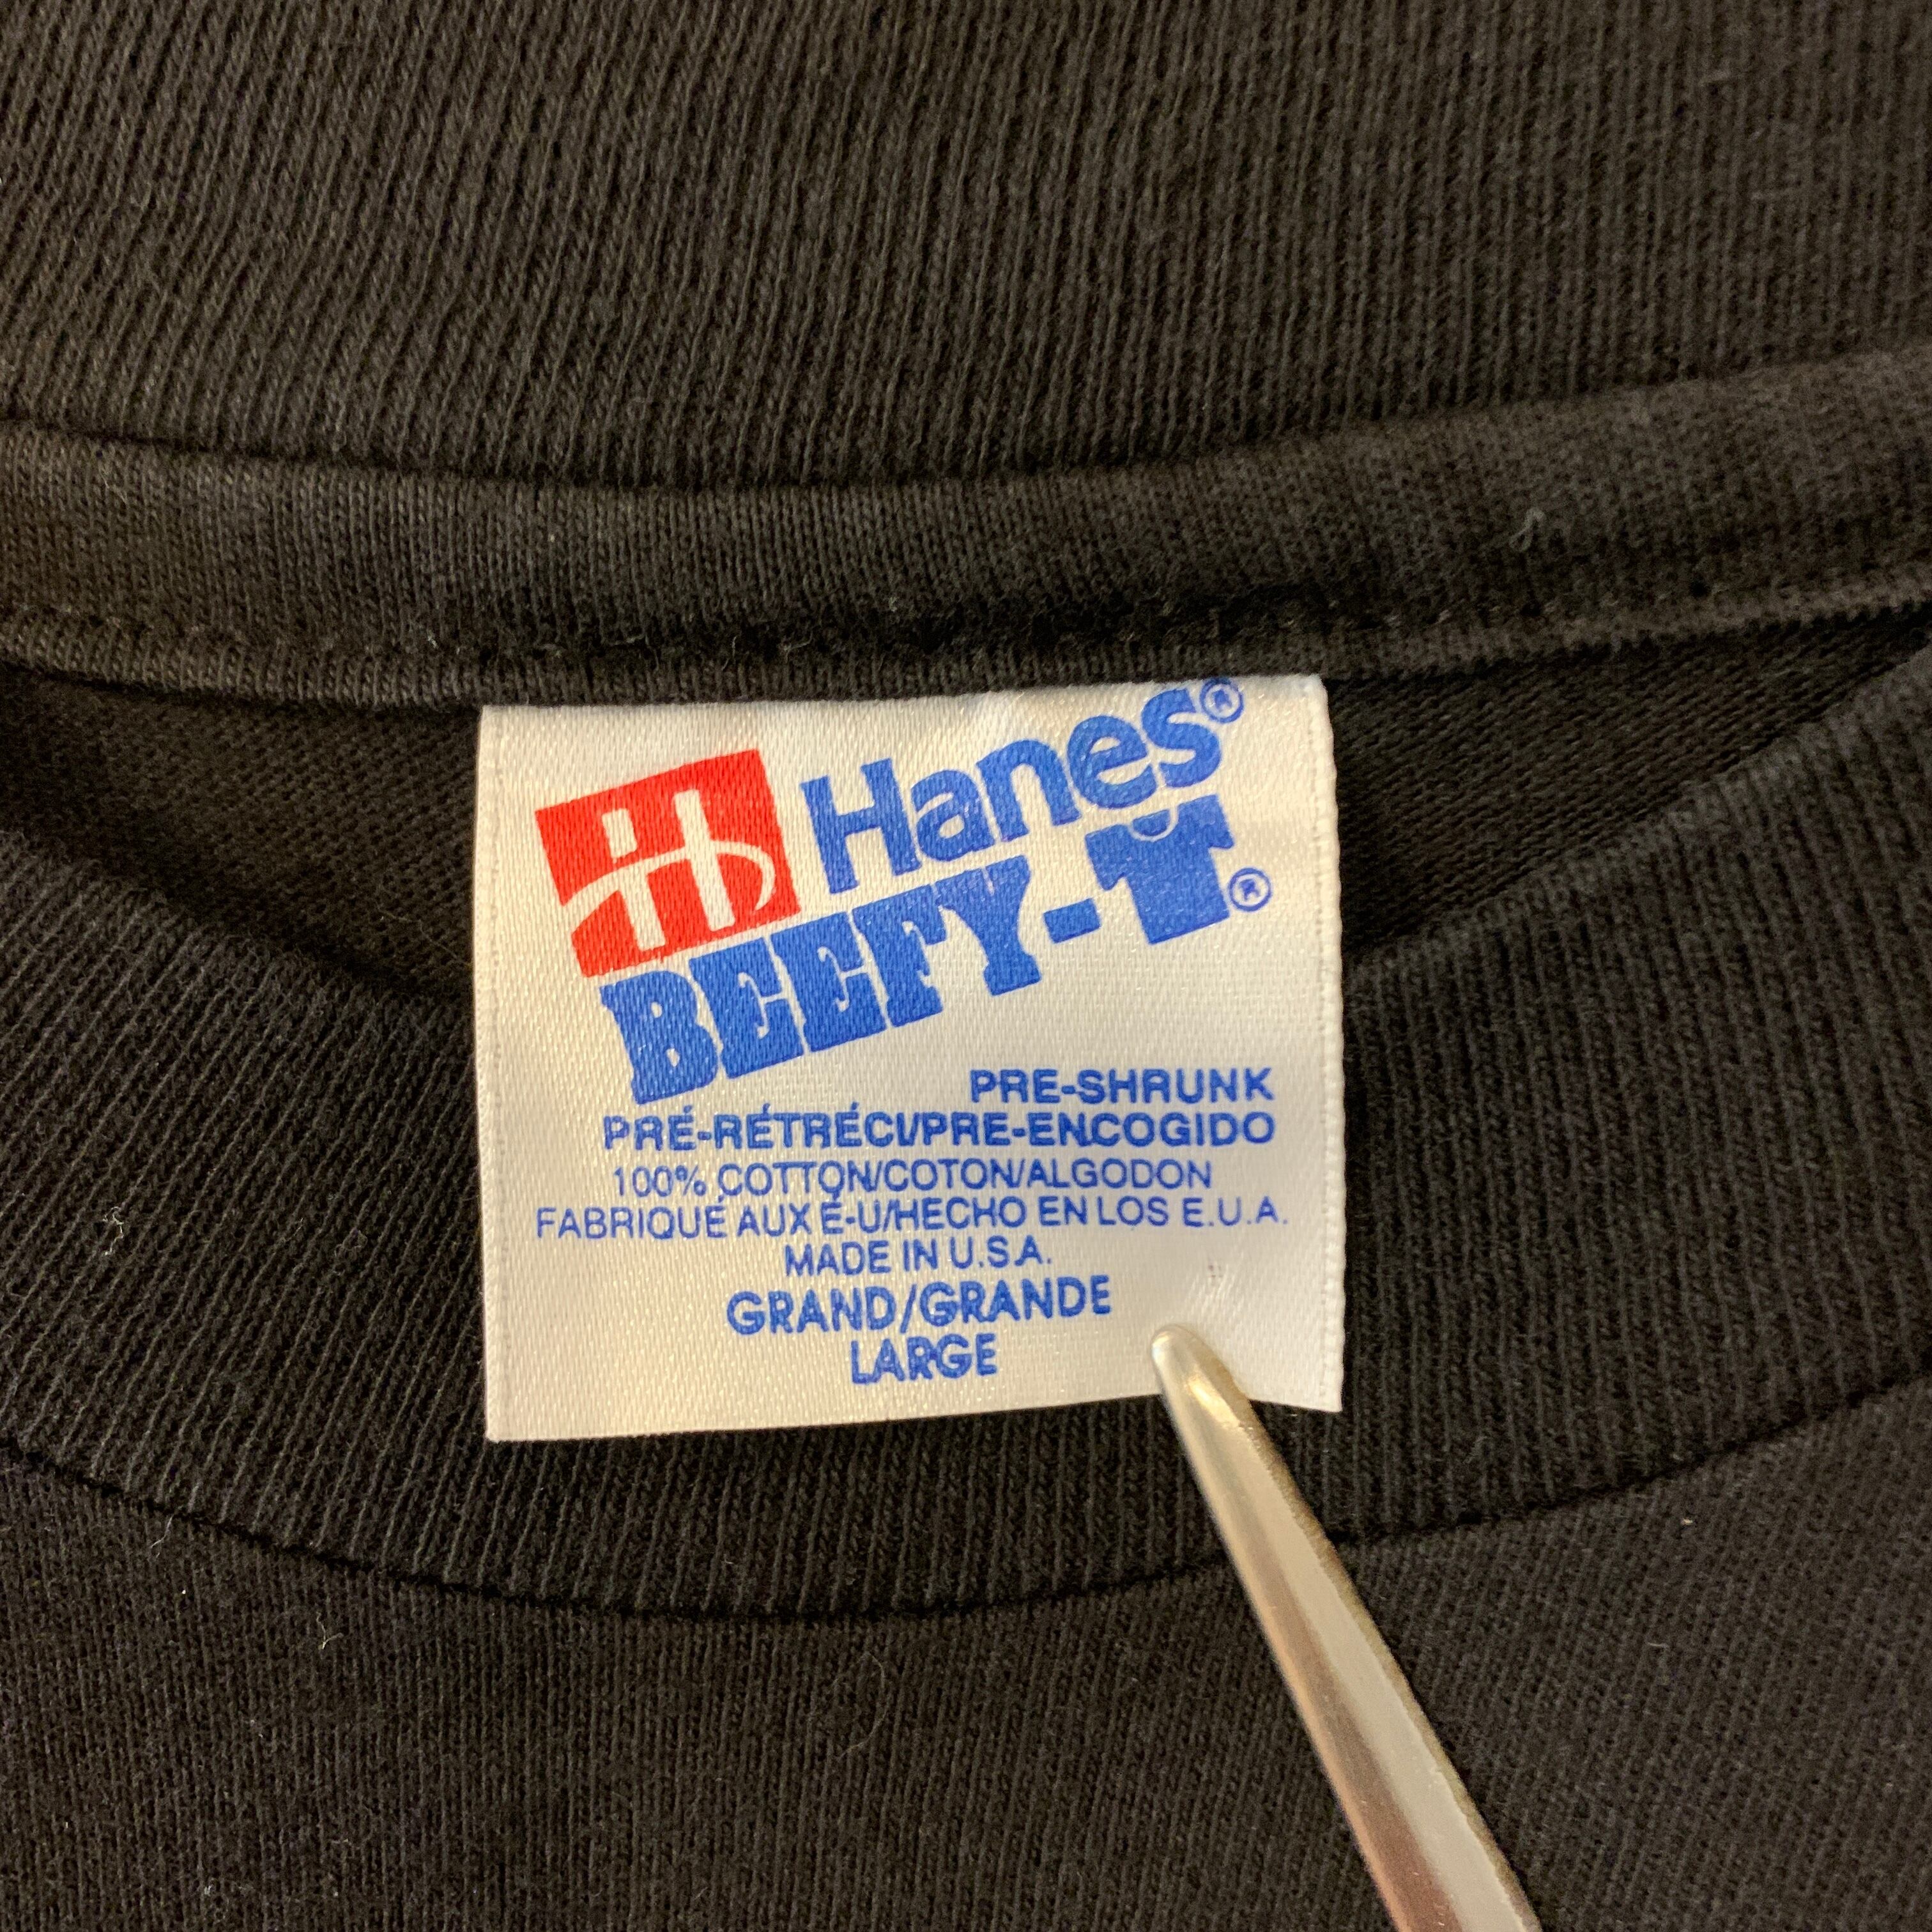 Hanes®
BEEFY-T®
PRE-SHRUNK
PRÉ-RÉTRÉCI/PRE-ENCOGIDO
100% COTTON/COTON/ALGODON
FABRIQUÉ AUX É-U/HECHO EN LOS E.U.A.
MADE IN U.S.A.
GRAND/GRANDE
LARGE